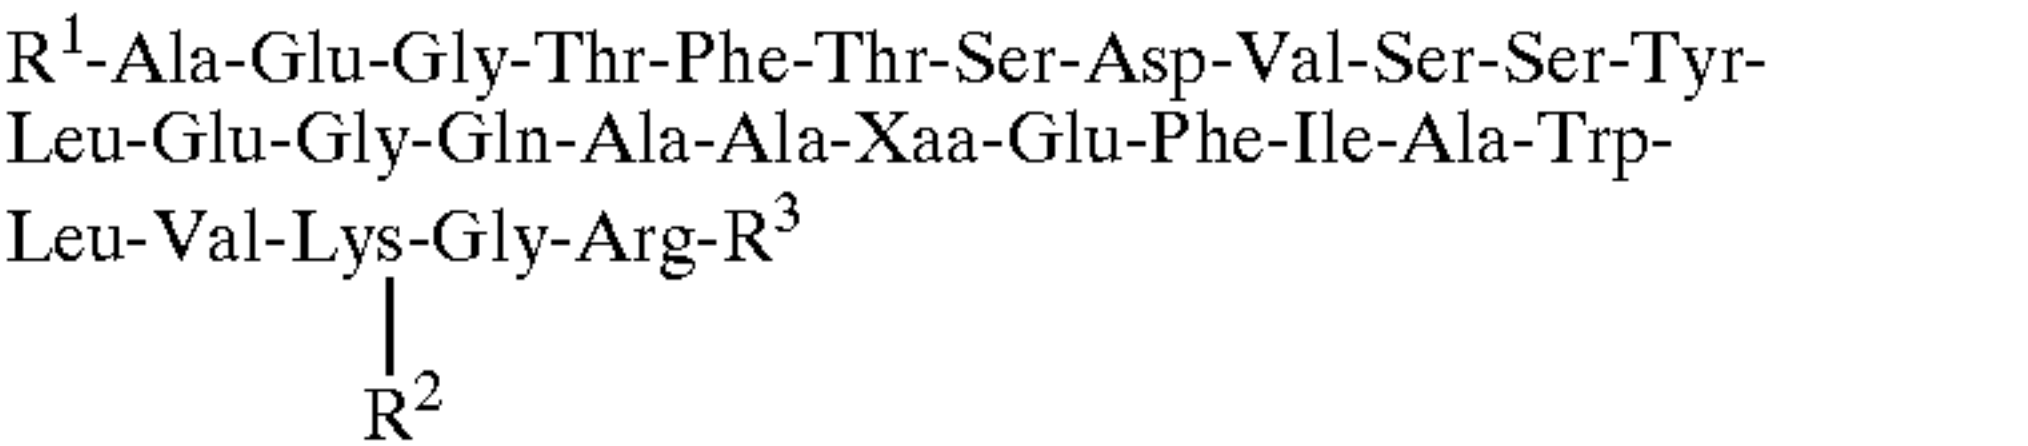 R¹-Ala-Glu-Gly-Thr-Phe-Thr-Ser-Asp-Val-Ser-Ser-Tyr-
Leu-Glu-Gly-Gln-Ala-Ala-Xaa-Glu-Phe-Ile-Ala-Trp-
Leu-Val-Lys-Gly-Arg-R³
R²